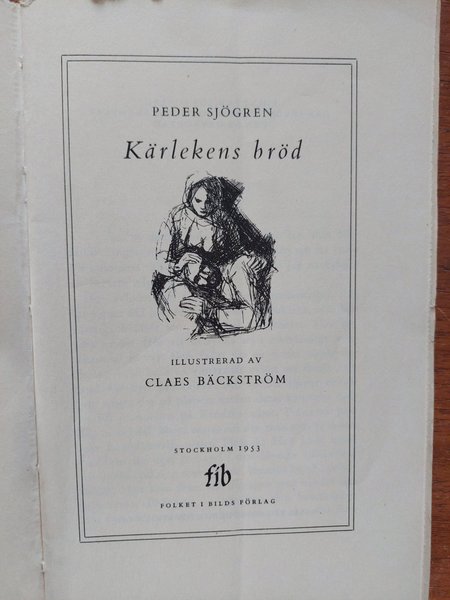 PEDER SJÖGREN
Kärlekens bröd
ILLUSTRERAD AV
CLAES BÄCKSTRÖM
STOCKHOLM 1953
fib
FOLKET I BILDS FÖRLAG